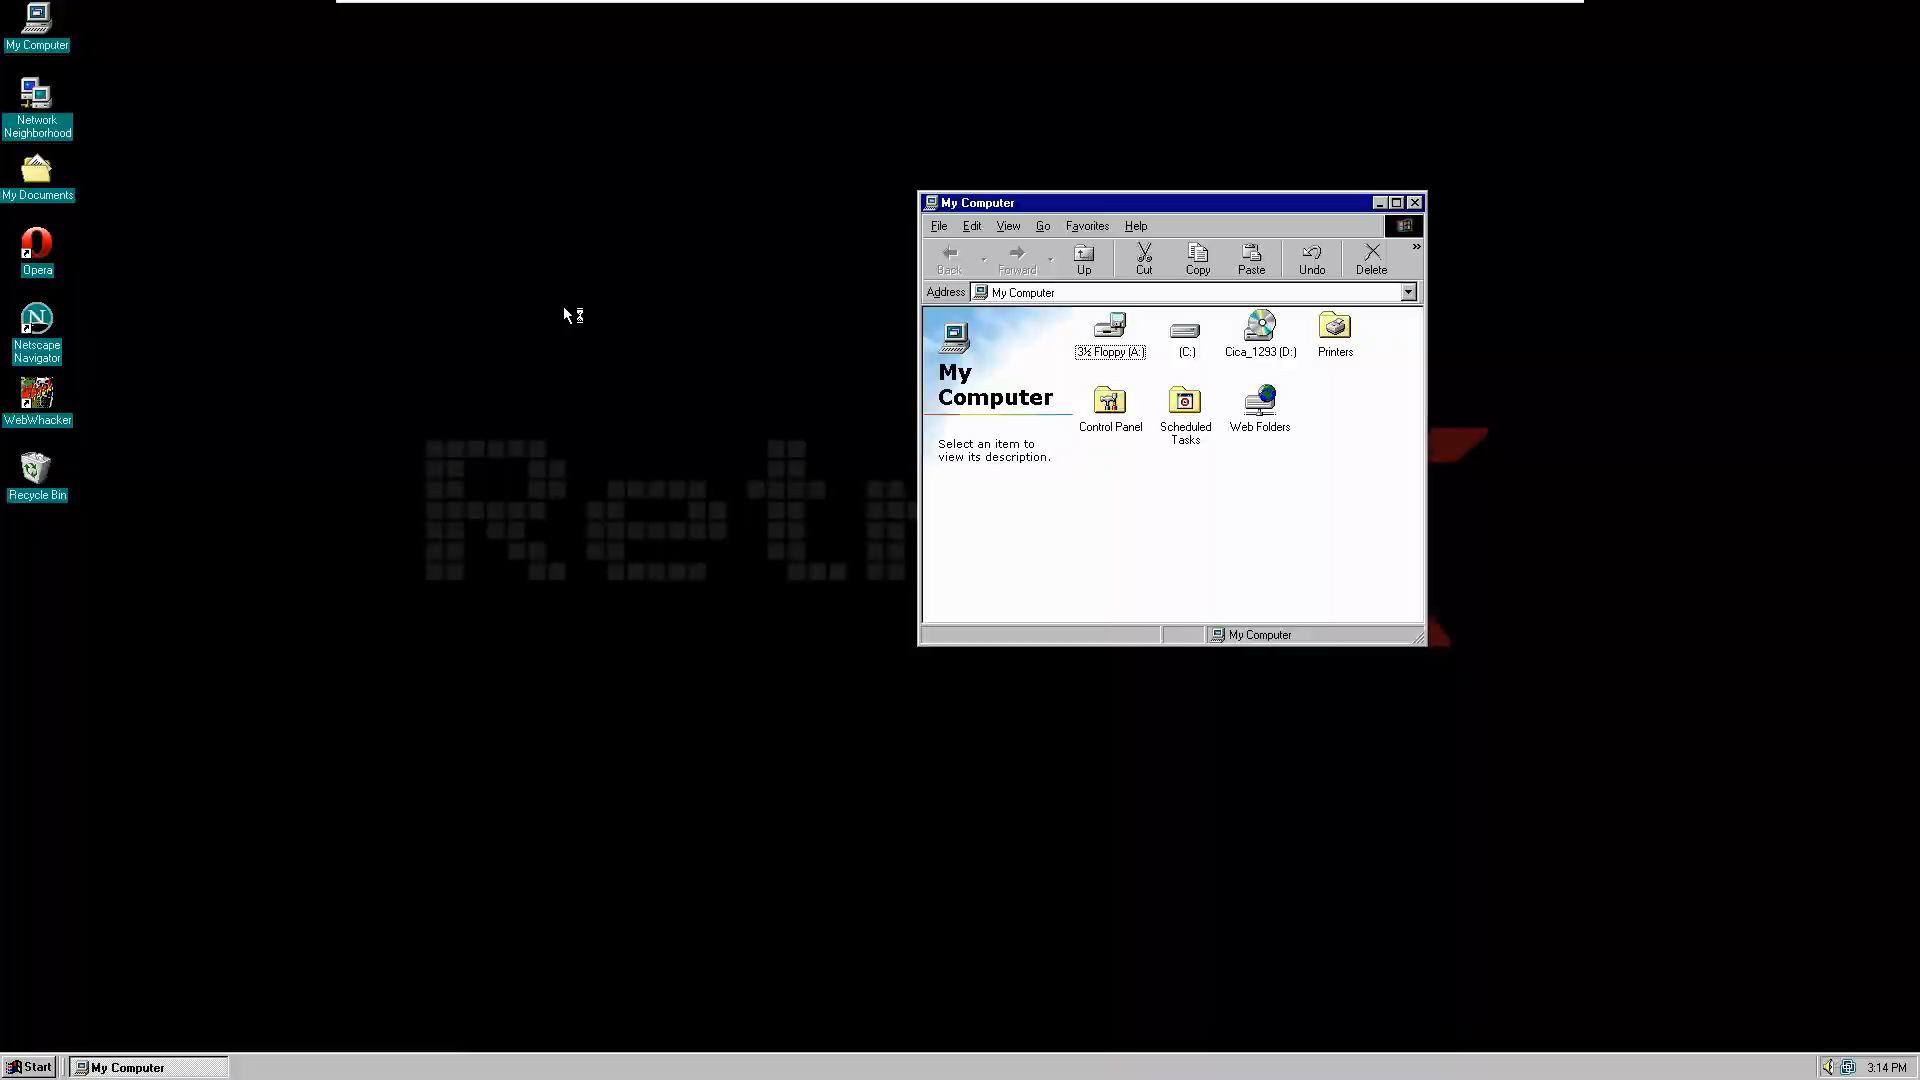 My Computer
Network
Neighborhood
My Documents
Opera
Netscape
Navigator
WebWhacker
Recycle Bin
Retr
My Computer
File Edit View Go Favorites Help
Back Forward Up Cut Copy Paste Undo Delete »
Address My Computer
My
Computer
Select an item to
view its description.
3½ Floppy (A:) (C:) Cica_1293 (D:) Printers
Control Panel Scheduled
Tasks Web Folders
My Computer
Start My Computer 3:14 PM